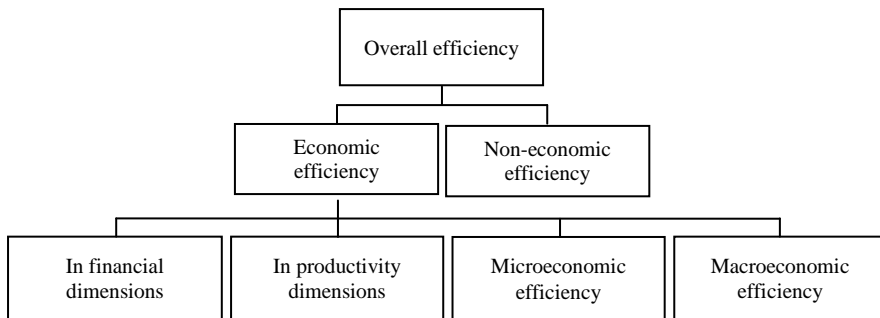 Overall efficiency
Economic
efficiency
Non-economic
efficiency
In financial
dimensions
In productivity
dimensions
Microeconomic
efficiency
Macroeconomic
efficiency